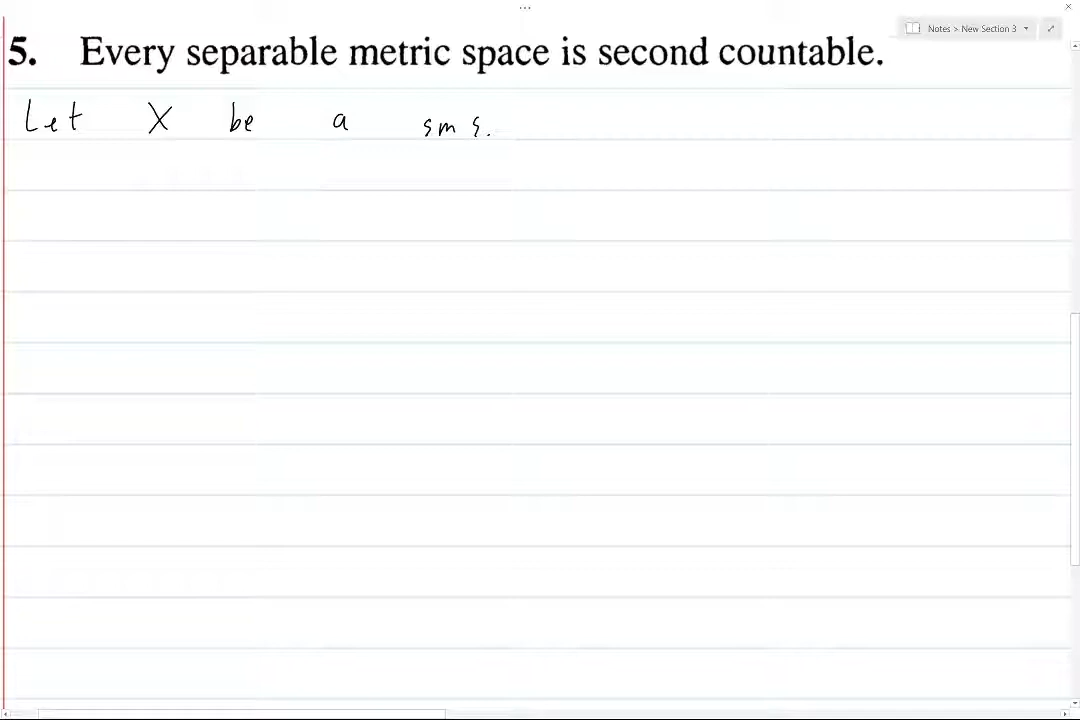 ...
Notes > New Section 3
5. Every separable metric space is second countable.
Let X be a sms.